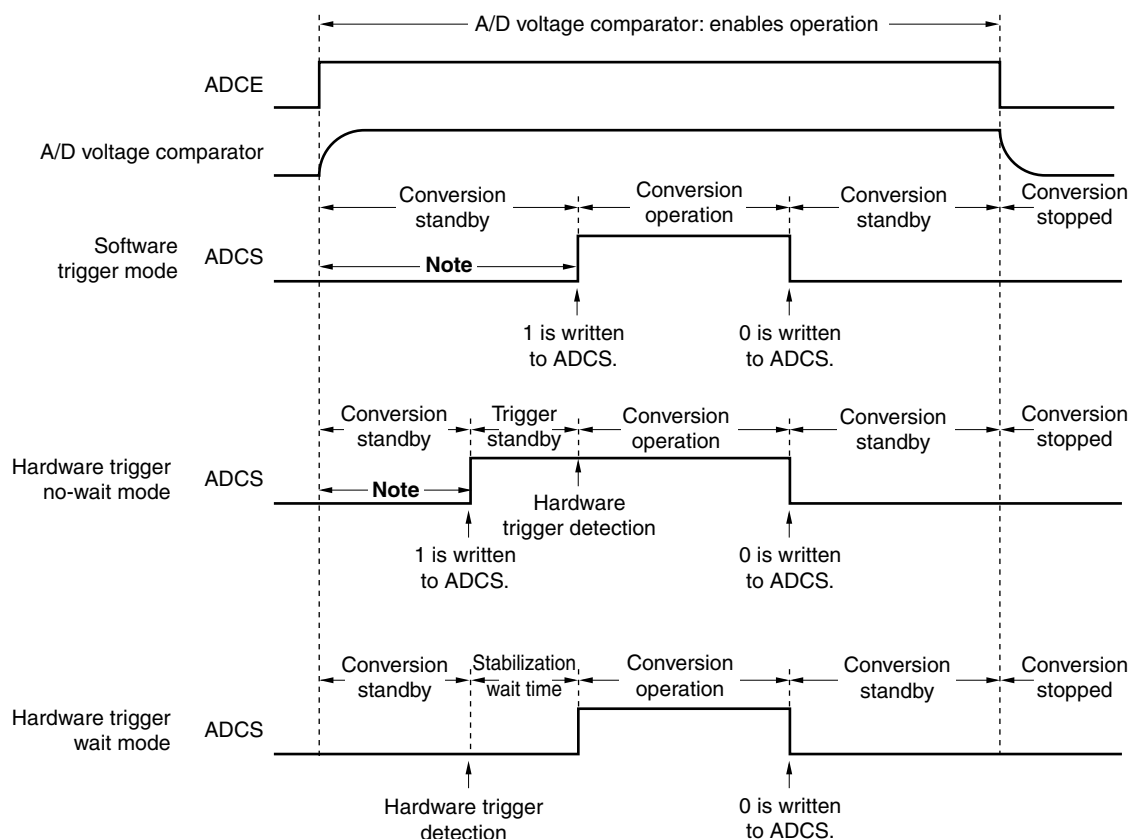 A/D voltage comparator: enables operation
ADCE
A/D voltage comparator
Conversion
standby
Conversion
operation
Conversion
standby
Conversion
stopped
Software
trigger mode
ADCS
Note
1 is written
to ADCS.
0 is written
to ADCS.
Conversion
standby
Trigger
standby
Conversion
operation
Conversion
standby
Conversion
stopped
Hardware trigger
no-wait mode
ADCS
Note
Hardware
trigger detection
1 is written
to ADCS.
0 is written
to ADCS.
Conversion
standby
Stabilization
wait time
Conversion
operation
Conversion
standby
Conversion
stopped
Hardware trigger
wait mode
ADCS
Hardware trigger
detection
0 is written
to ADCS.